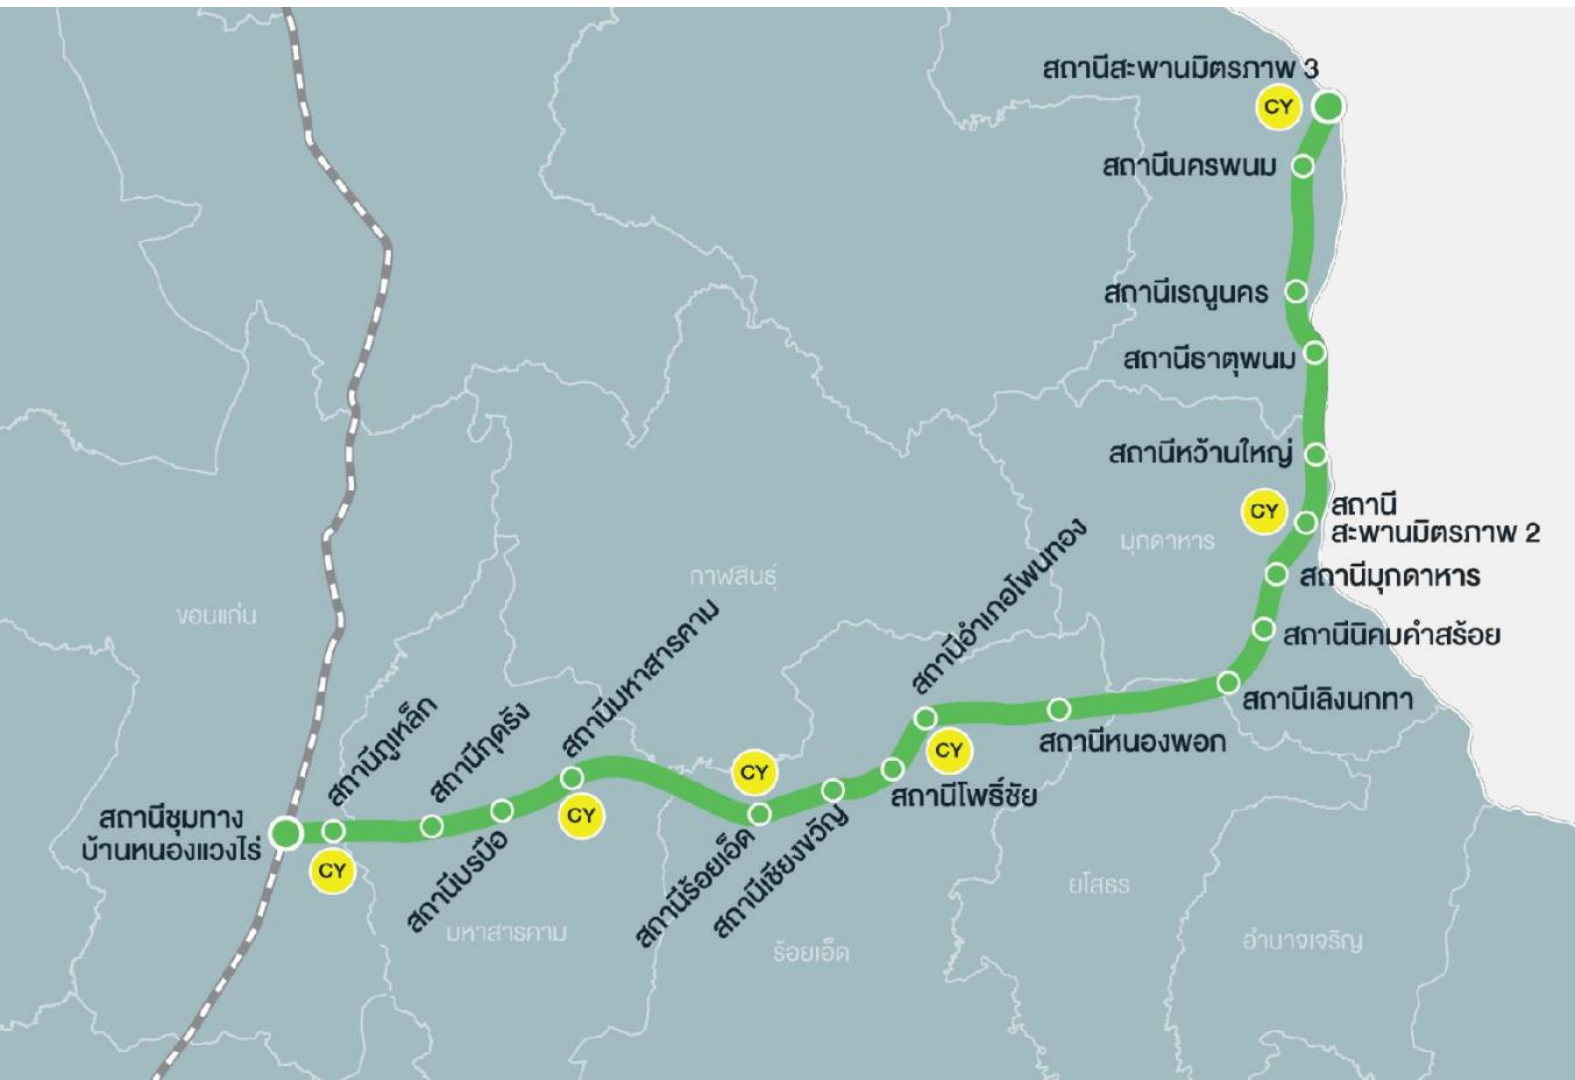 สถานีสะพานมิตรภาพ 3
CY
สถานีนครพนม
สถานีเรณูนคร
สถานีธาตุพนม
สถานีหว้านใหญ่
CY
สถานี
สะพานมิตรภาพ 2
มุกดาหาร
สถานีมุกดาหาร
กาฬสินธุ์
ขอนแก่น
สถานีนิคมคำสร้อย
สถานีอำเภอโพนทอง
สถานีมหาสารคาม
สถานีเลิงนกทา
สถานีภูเหล็ก
สถานีกุดรัง
สถานีหนองพอก
CY
CY
สถานีโพธิ์ชัย
CY
สถานีชุมทาง
บ้านหนองแวงไร่
CY
สถานีบรบือ
สถานีร้อยเอ็ด
สถานีเชียงขวัญ
มหาสารคาม
ร้อยเอ็ด
ยโสธร
อำนาจเจริญ